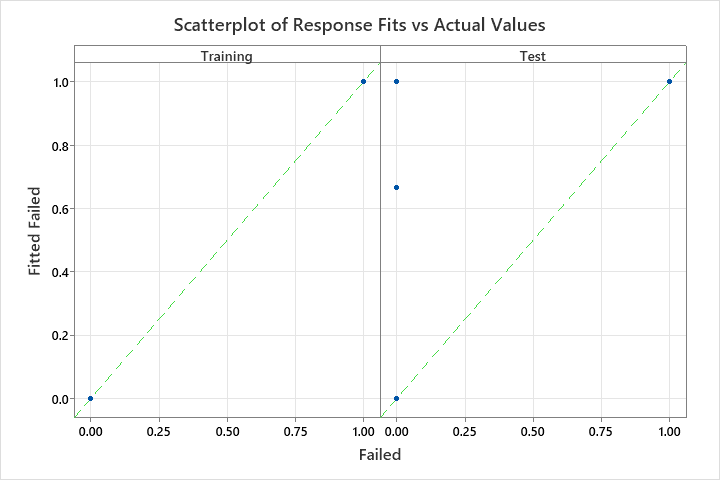 Scatterplot of Response Fits vs Actual Values
Training
Test
Fitted Failed
1.0
0.8
0.6
0.4
0.2
0.0
0.00 0.25 0.50 0.75 1.00 0.00 0.25 0.50 0.75 1.00
Failed